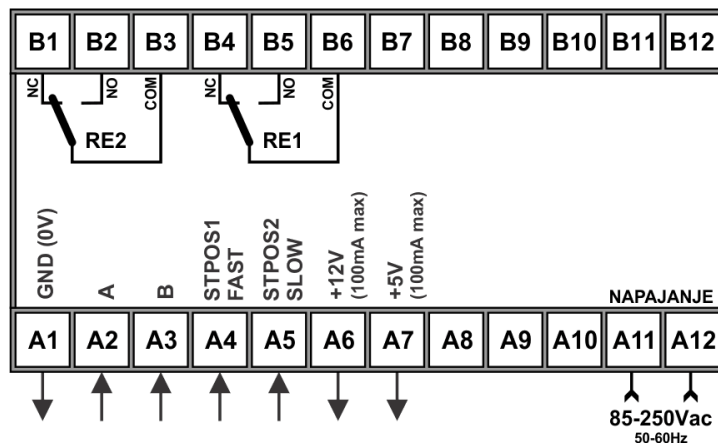 B1 B2 B3 B4 B5 B6 B7 B8 B9 B10 B11 B12
NC NO COM NC NO COM
RE2 RE1
GND (0V)
A
B
STPOS1
FAST
STPOS2
SLOW
+12V
(100mA max)
+5V
(100mA max)
NAPAJANJE
A1 A2 A3 A4 A5 A6 A7 A8 A9 A10 A11 A12
85-250Vac
50-60Hz